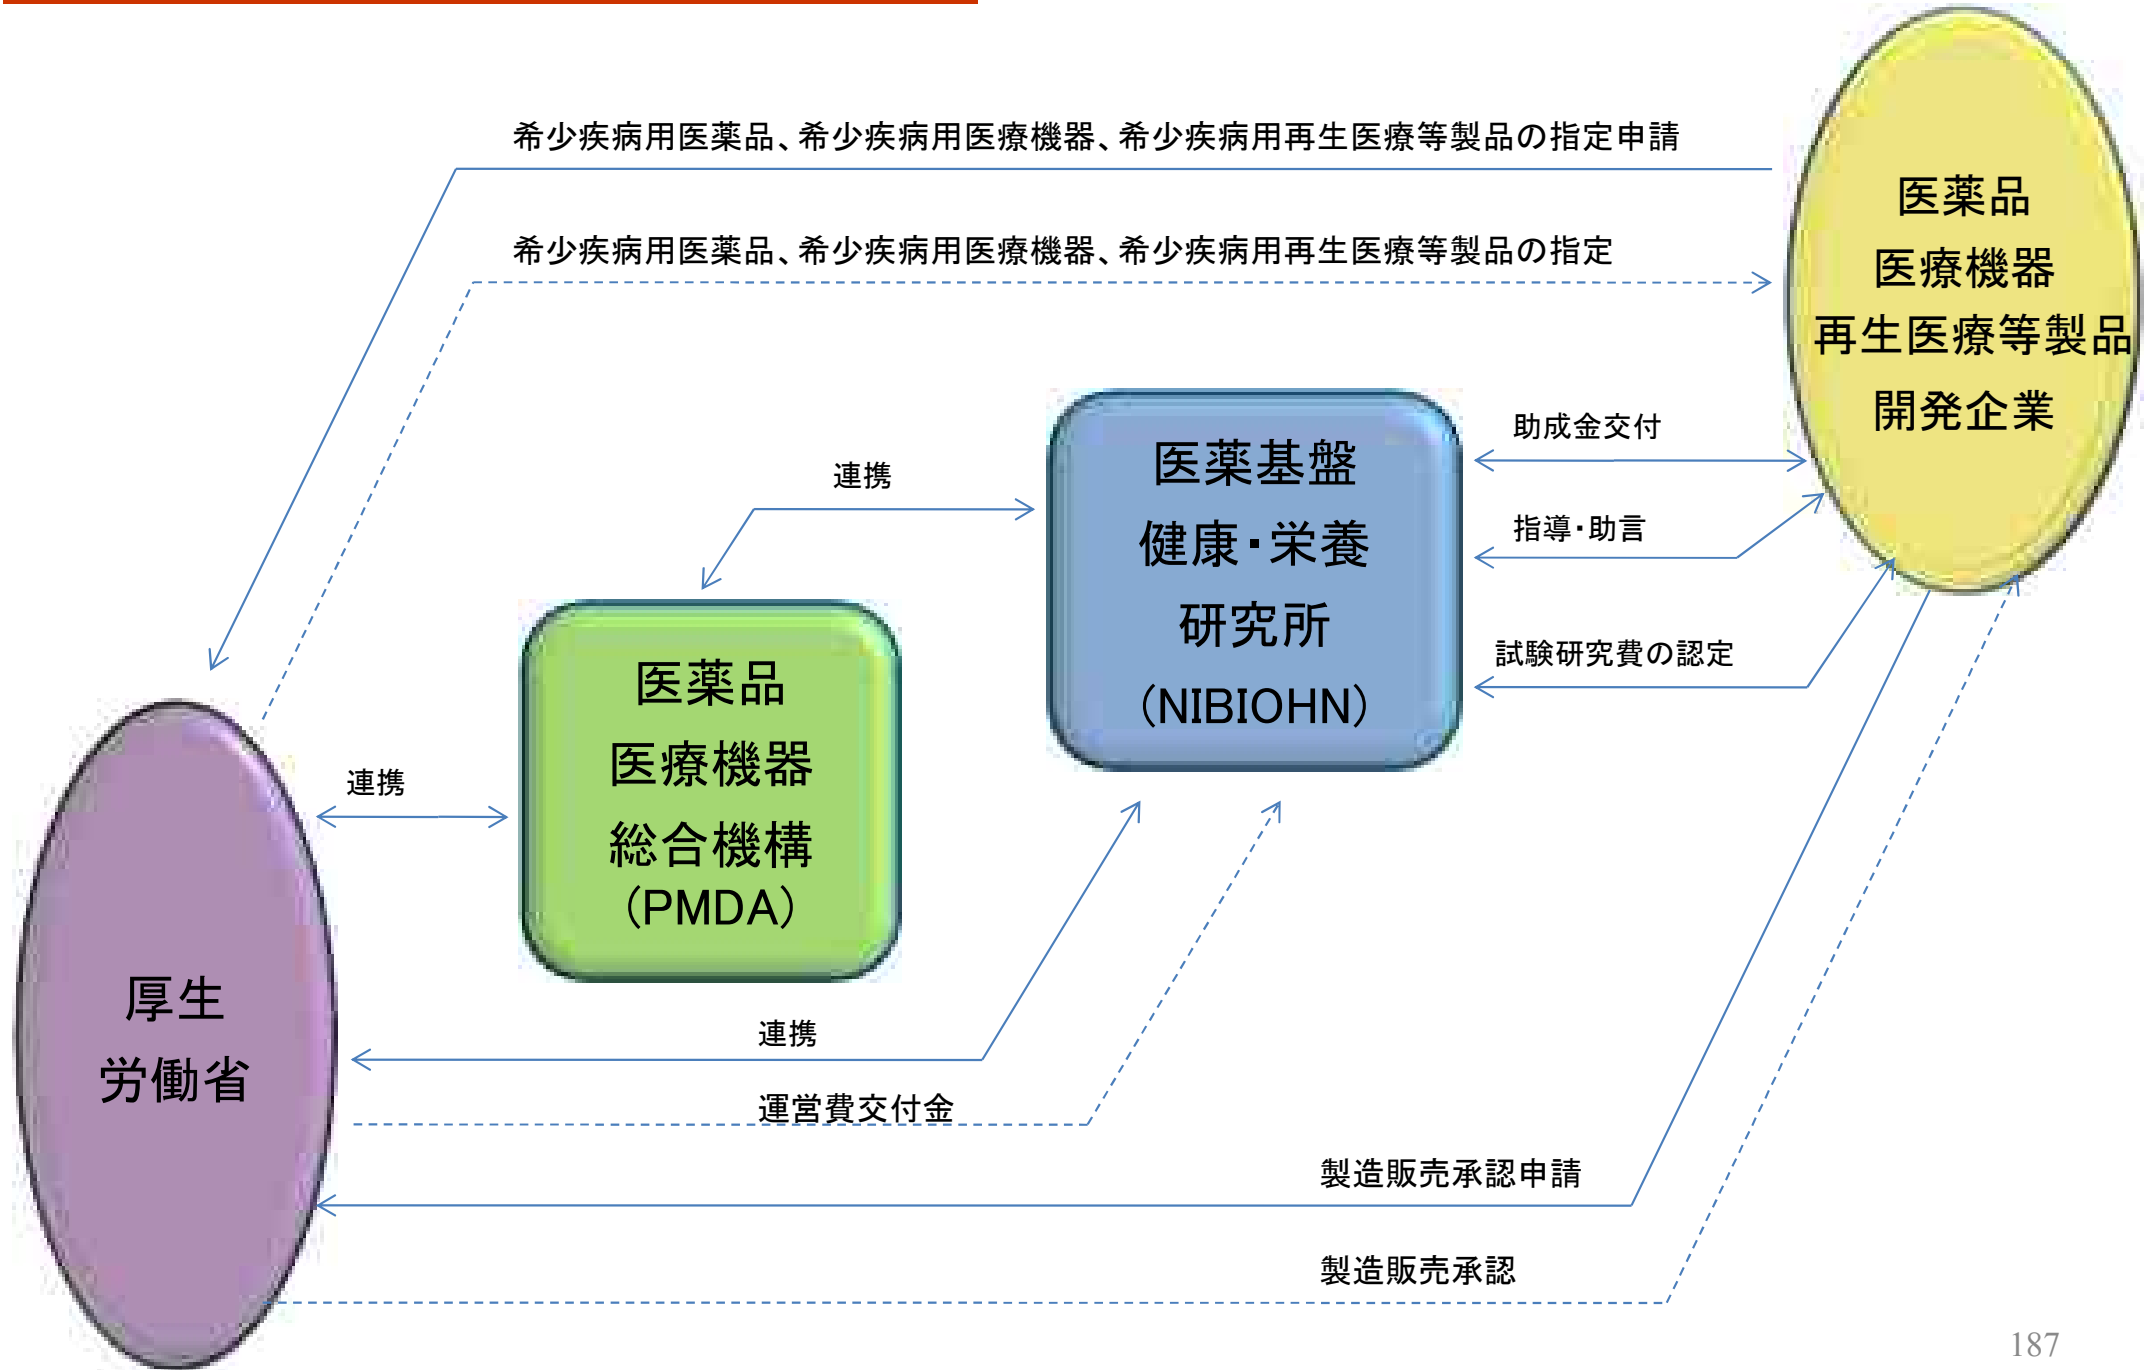 希少疾病用医薬品、希少疾病用医療機器、希少疾病用再生医療等製品の指定申請
希少疾病用医薬品、希少疾病用医療機器、希少疾病用再生医療等製品の指定
医薬品
医療機器
再生医療等製品
開発企業
助成金交付
指導・助言
試験研究費の認定
連携
医薬基盤
健康・栄養
研究所
（NIBIOHN）
医薬品
医療機器
総合機構
（PMDA）
連携
厚生
労働省
連携
運営費交付金
製造販売承認申請
製造販売承認
187